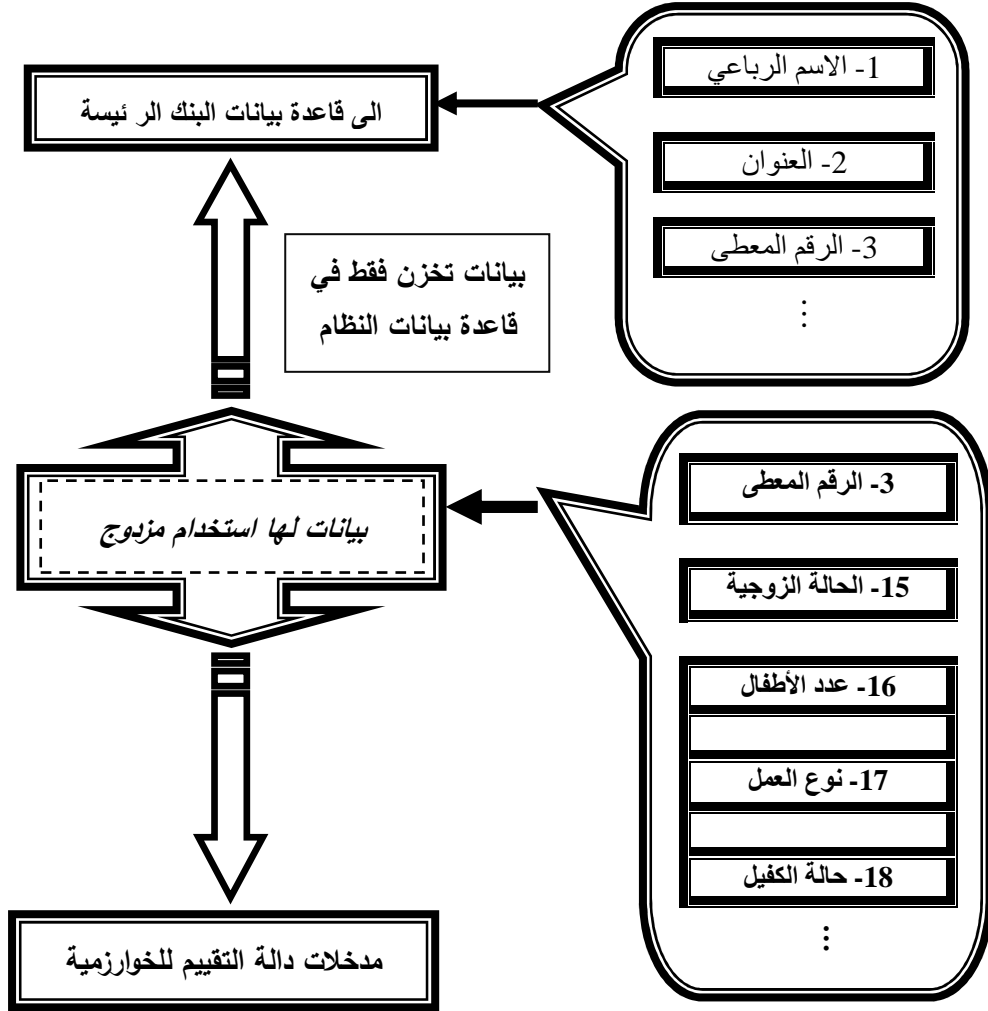 1- الاسم الرباعي
الى قاعدة بيانات البنك الر ئيسة
2- العنوان
3- الرقم المعطى
⋮
بيانات تخزن فقط في
قاعدة بيانات النظام
3- الرقم المعطى
بيانات لها استخدام مزدوج
15- الحالة الزوجية
16- عدد الأطفال
17- نوع العمل
18- حالة الكفيل
⋮
مدخلات دالة التقييم للخوارزمية